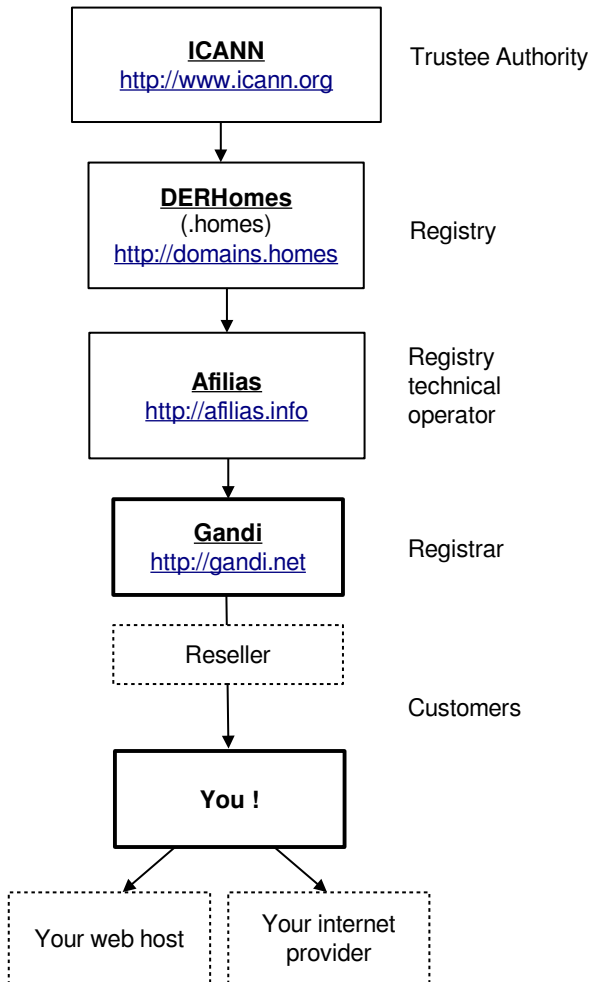 ICANN
http://www.icann.org
Trustee Authority
DERHomes
(.homes)
http://domains.homes
Registry
Afilias
http://afilias.info
Registry
technical
operator
Gandi
http://gandi.net
Registrar
Reseller
Customers
You !
Your web host
Your internet
provider